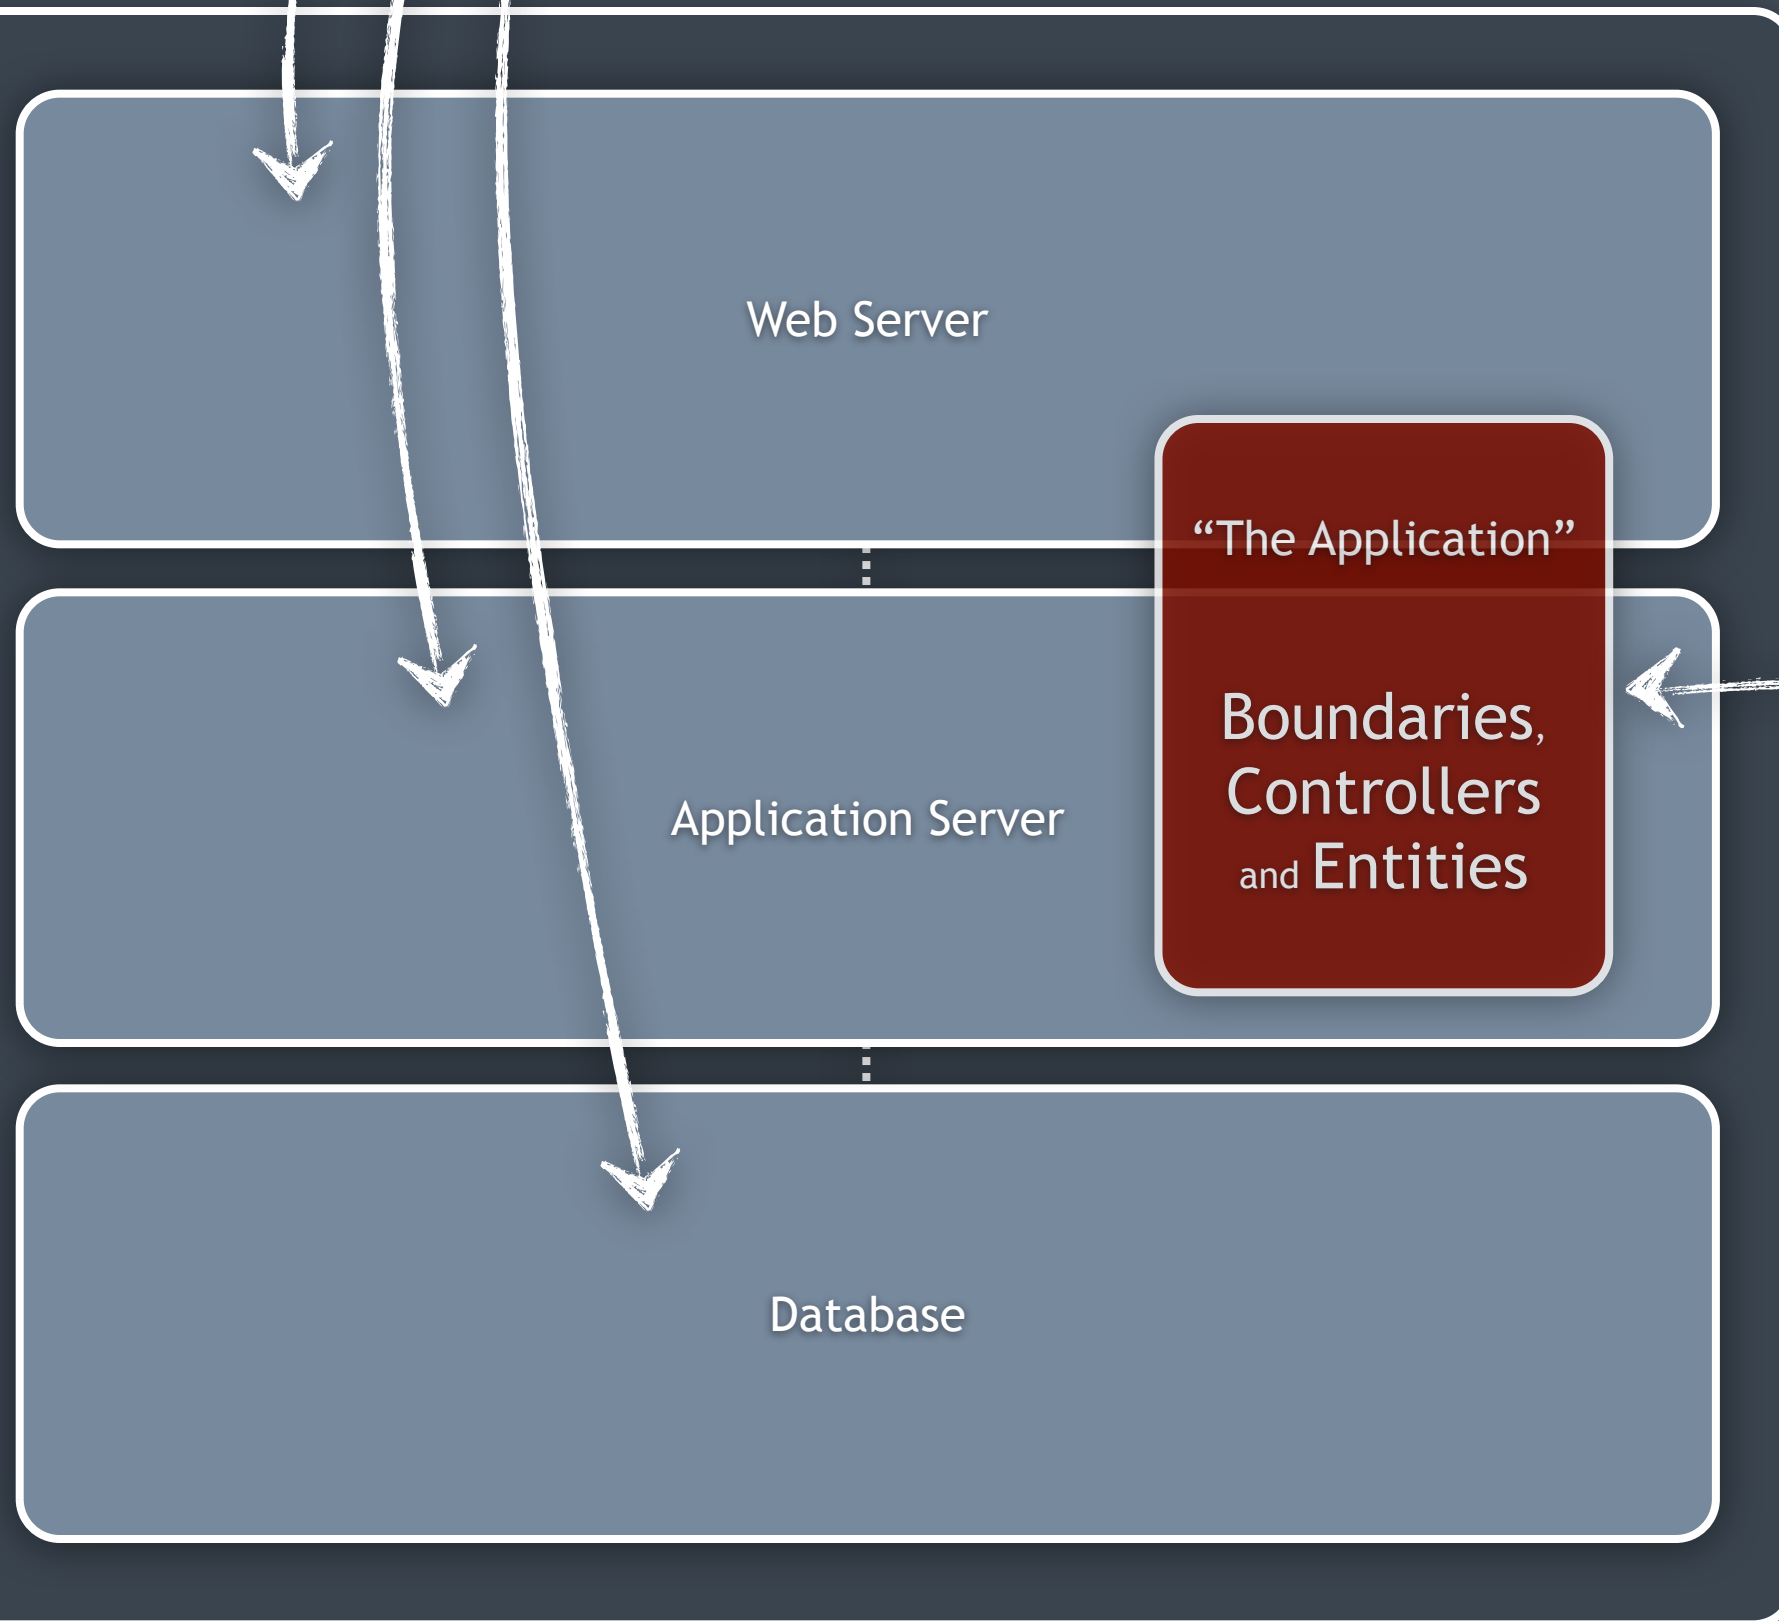 Web Server
“The Application”
Boundaries,
Controllers
and Entities
Application Server
Database